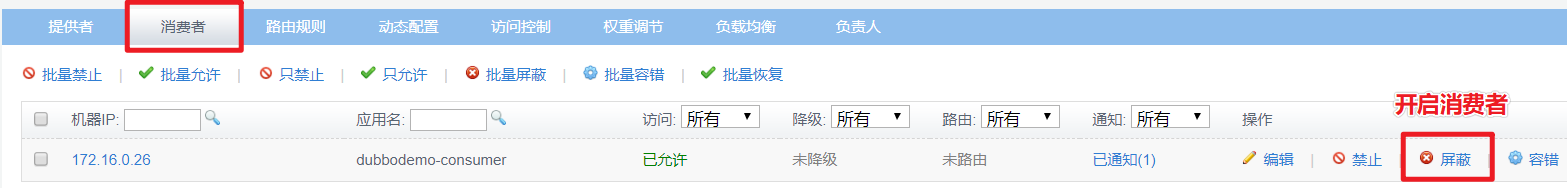 提供者 消费者 路由规则 动态配置 访问控制 权重调节 负载均衡 负责人
批量禁止 | 批量允许 | 只禁止 | 只允许 | 批量屏蔽 | 批量容错 | 批量恢复
开启消费者
机器IP: 应用名: 访问: 所有 降级: 所有 路由: 所有 通知: 所有 操作
172.16.0.26 dubbodemo-consumer 已允许 未降级 未路由 已通知(1) 编辑 | 禁止 | 屏蔽 | 容错